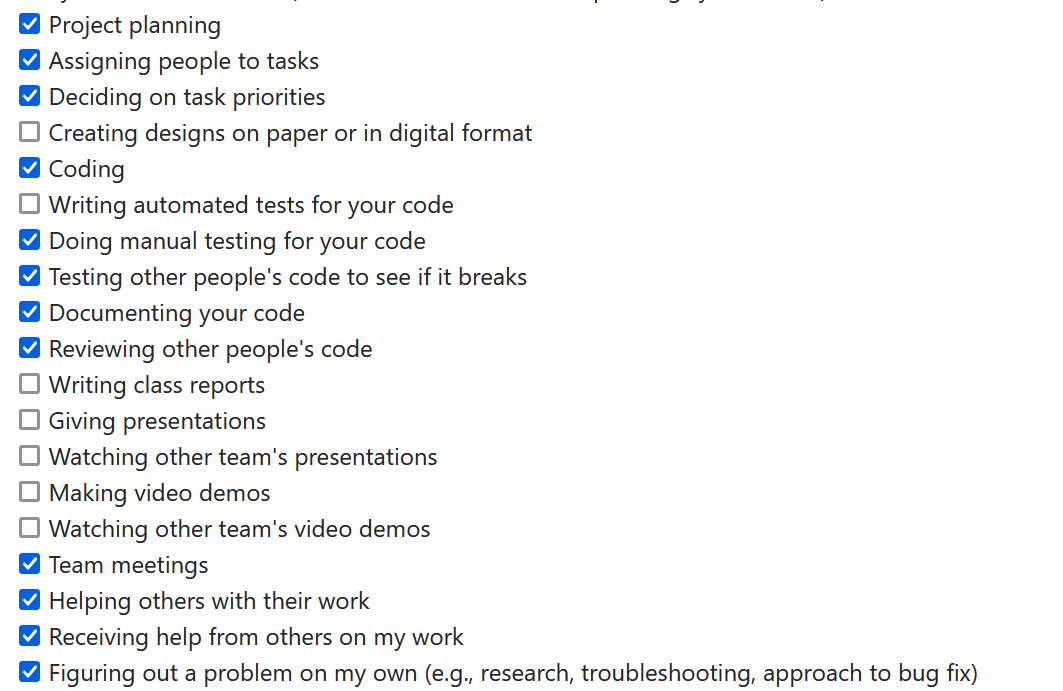 Project planning
Assigning people to tasks
Deciding on task priorities
Creating designs on paper or in digital format
Coding
Writing automated tests for your code
Doing manual testing for your code
Testing other people's code to see if it breaks
Documenting your code
Reviewing other people's code
Writing class reports
Giving presentations
Watching other team's presentations
Making video demos
Watching other team's video demos
Team meetings
Helping others with their work
Receiving help from others on my work
Figuring out a problem on my own (e.g., research, troubleshooting, approach to bug fix)